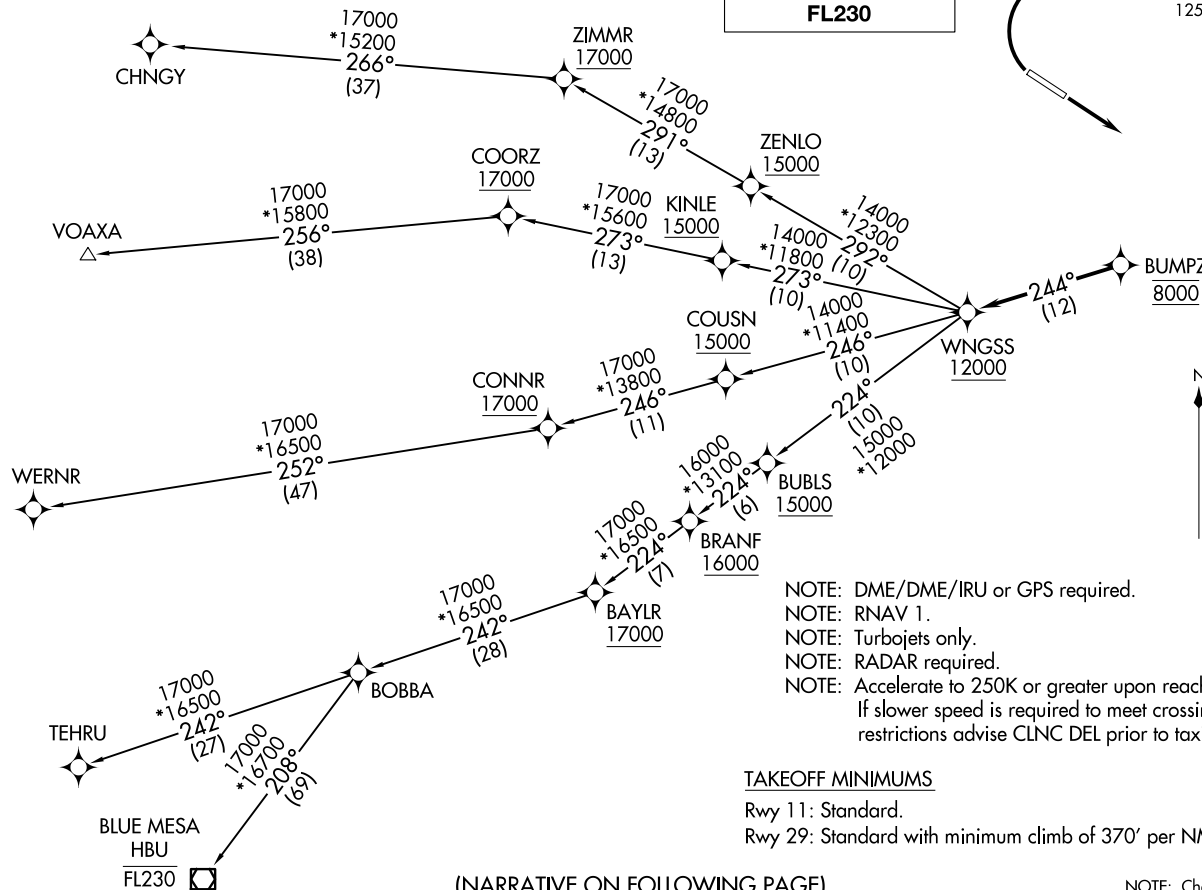 FL230
125
17000
*15200
266°
(37)
CHNGY
ZIMMR
17000
17000
*14800
291°
(13)
ZENLO
15000
COORZ
17000
17000
*15800
256°
(38)
VOAXA
17000
*15600
273°
(13)
KINLE
15000
14000
*12300
292°
(10)
14000
*11800
273°
(10)
BUMPZ
8000
244°
(12)
WNGSS
12000
COUSN
15000
14000
*11400
246°
(10)
CONNR
17000
17000
*13800
246°
(11)
17000
*16500
252°
(47)
WERNR
224°
(10)
15000
*12000
N
BUBLS
15000
16000
*13100
224°
(6)
BRANF
16000
17000
*16500
224°
(7)
BAYLR
17000
17000
*16500
242°
(28)
BOBBA
17000
*16500
242°
(27)
TEHRU
17000
*16700
208°
(69)
BLUE MESA
HBU
FL230
NOTE: DME/DME/IRU or GPS required.
NOTE: RNAV 1.
NOTE: Turbojets only.
NOTE: RADAR required.
NOTE: Accelerate to 250K or greater upon reach
If slower speed is required to meet crossin
restrictions advise CLNC DEL prior to tax
TAKEOFF MINIMUMS
Rwy 11: Standard.
Rwy 29: Standard with minimum climb of 370' per NM
(NARRATIVE ON FOLLOWING PAGE)
NOTE: Ch